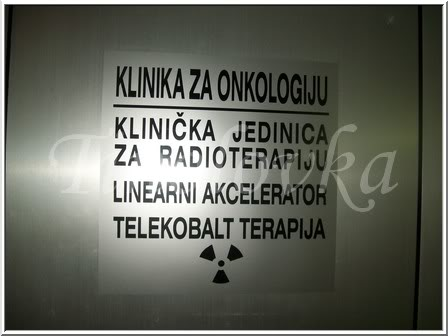 KLINIKA ZA ONKOLOGIJU
KLINIČKA JEDINICA
ZA RADIOTERAPIJU
LINEARNI AKCELERATOR
TELEKOBALT TERAPIJA